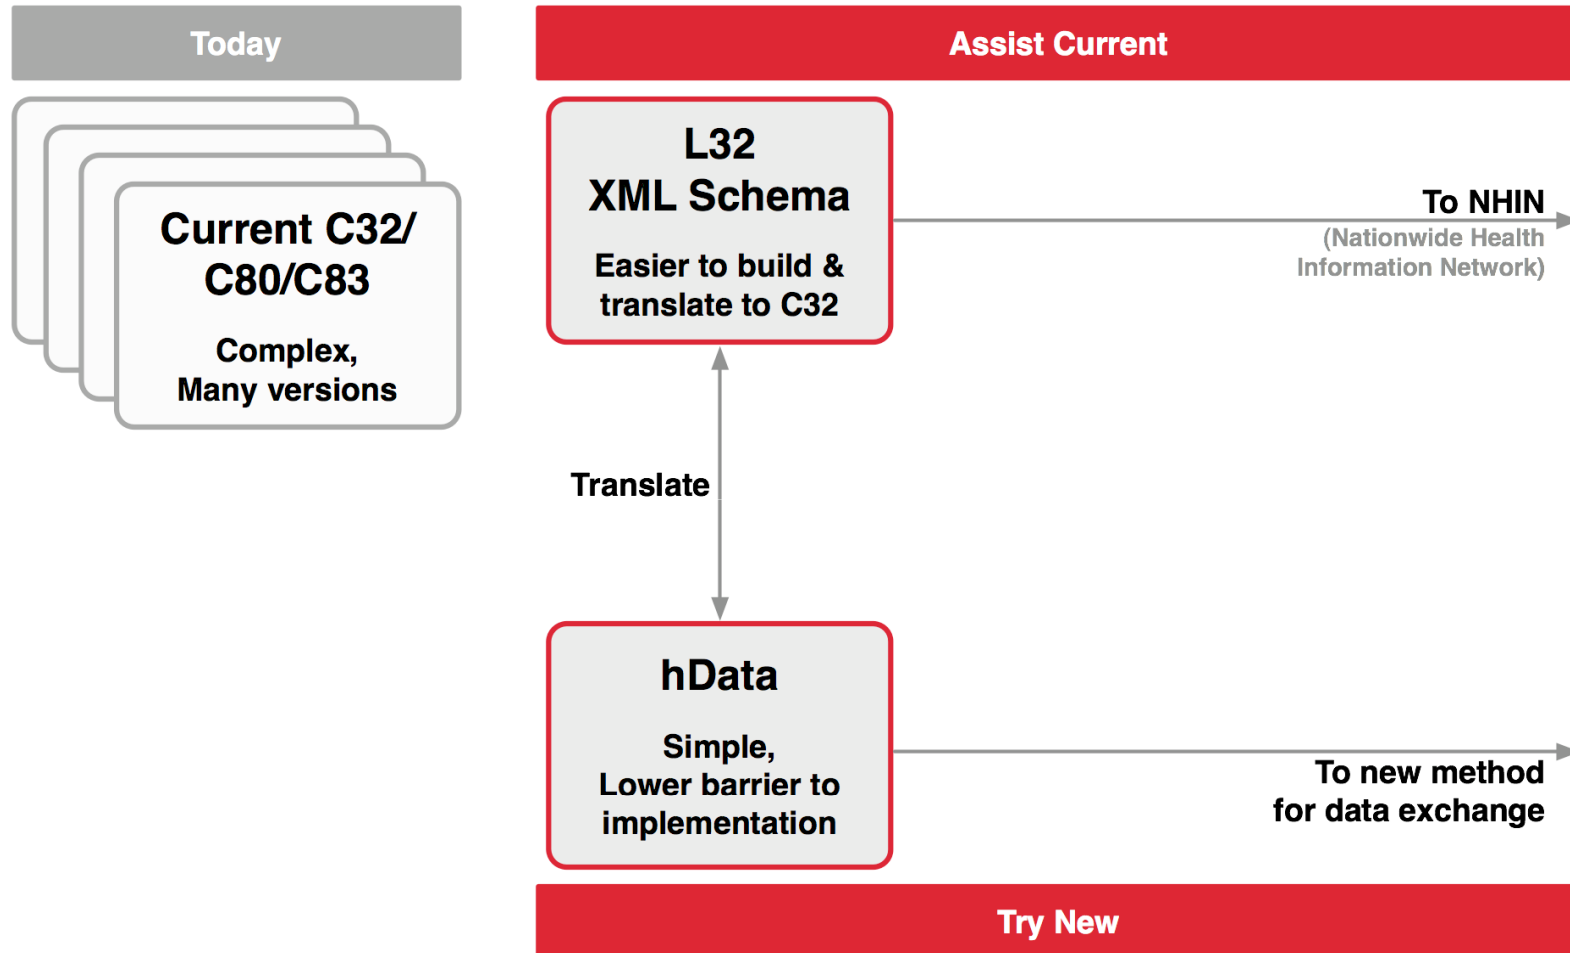 Today
Current C32/
C80/C83
Complex,
Many versions
Assist Current
L32
XML Schema
Easier to build &
translate to C32
To NHIN
(Nationwide Health
Information Network)
Translate
hData
Simple,
Lower barrier to
implementation
To new method
for data exchange
Try New